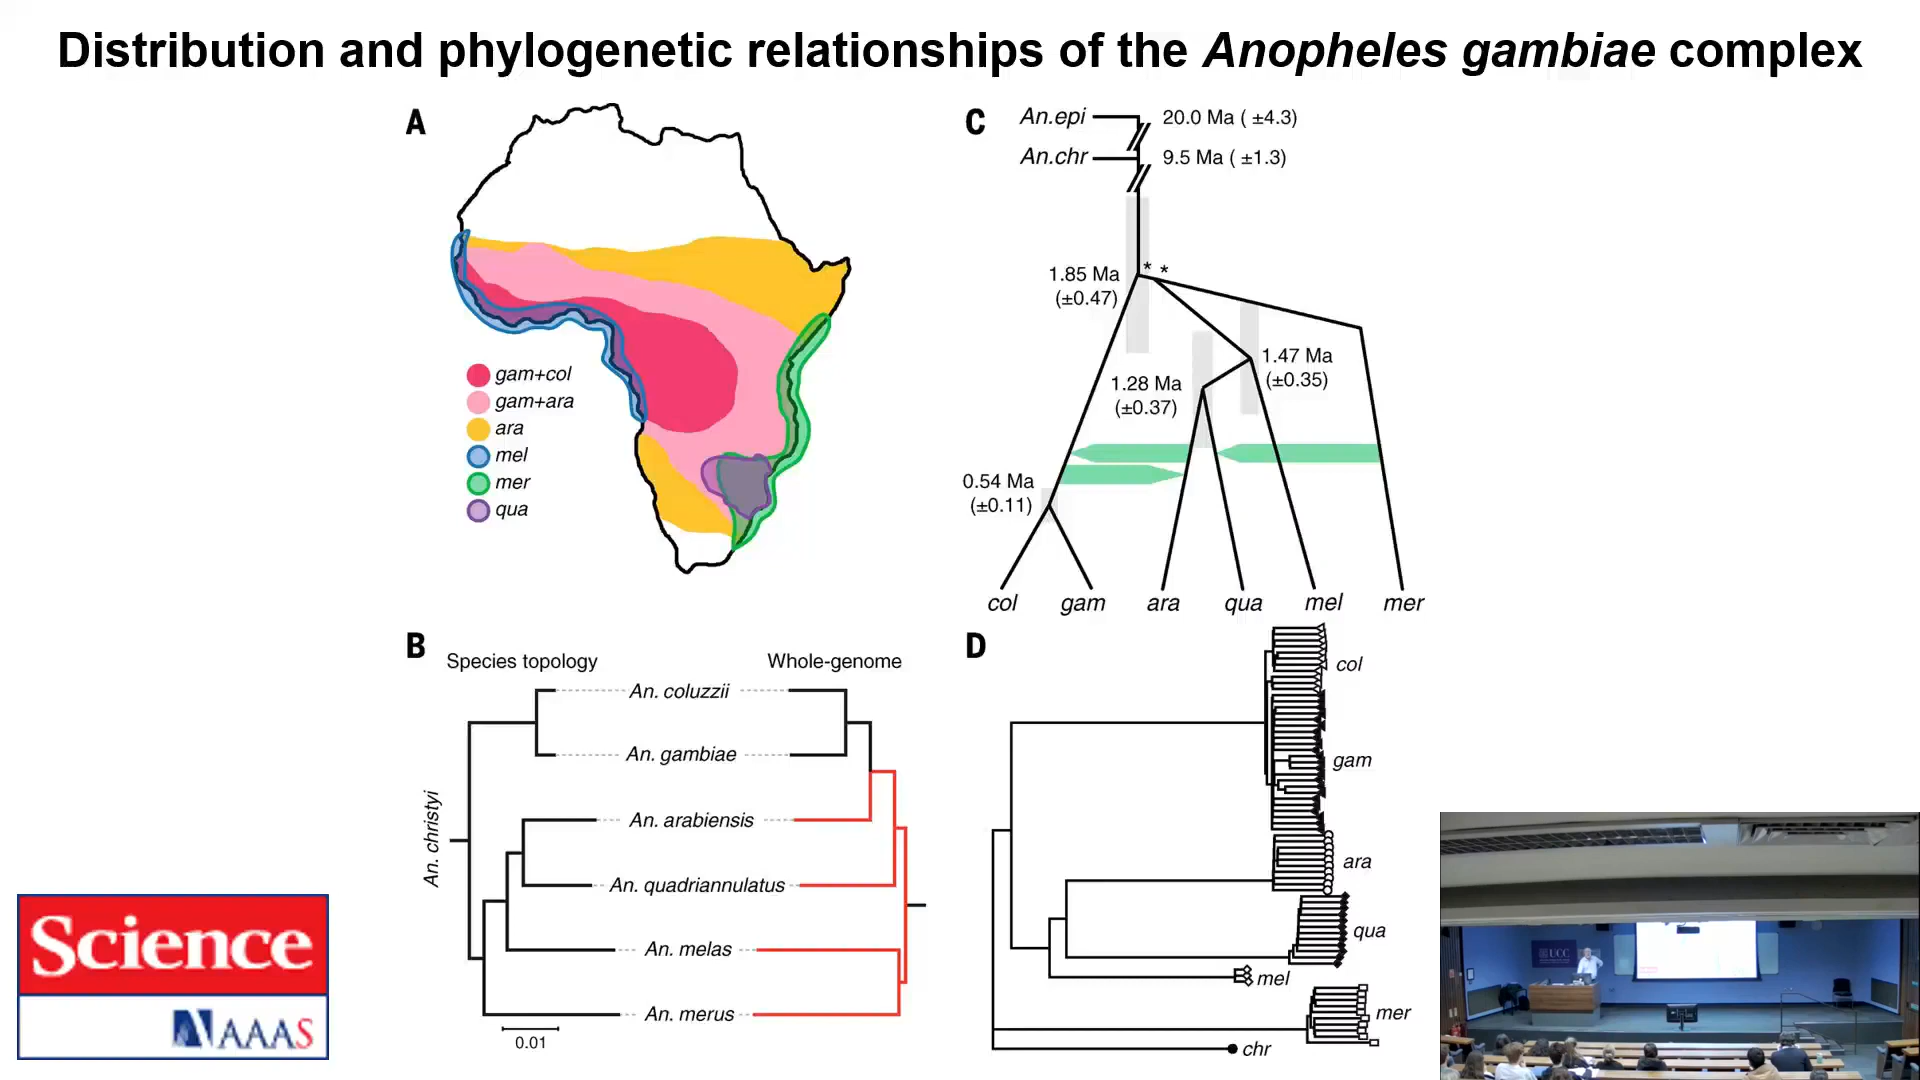 Distribution and phylogenetic relationships of the Anopheles gambiae complex
A
gam+col
gam+ara
ara
mel
mer
qua
C
An.epi
20.0 Ma ( ±4.3)
An.chr
9.5 Ma ( ±1.3)
* *
1.85 Ma
(±0.47)
1.47 Ma
(±0.35)
1.28 Ma
(±0.37)
0.54 Ma
(±0.11)
col gam ara qua mel mer
B
Species topology
Whole-genome
An. christyi
An. coluzzii
An. gambiae
An. arabiensis
An. quadriannulatus
An. melas
An. merus
0.01
D
col
gam
ara
qua
mel
mer
chr
Science
AAAS
UCC